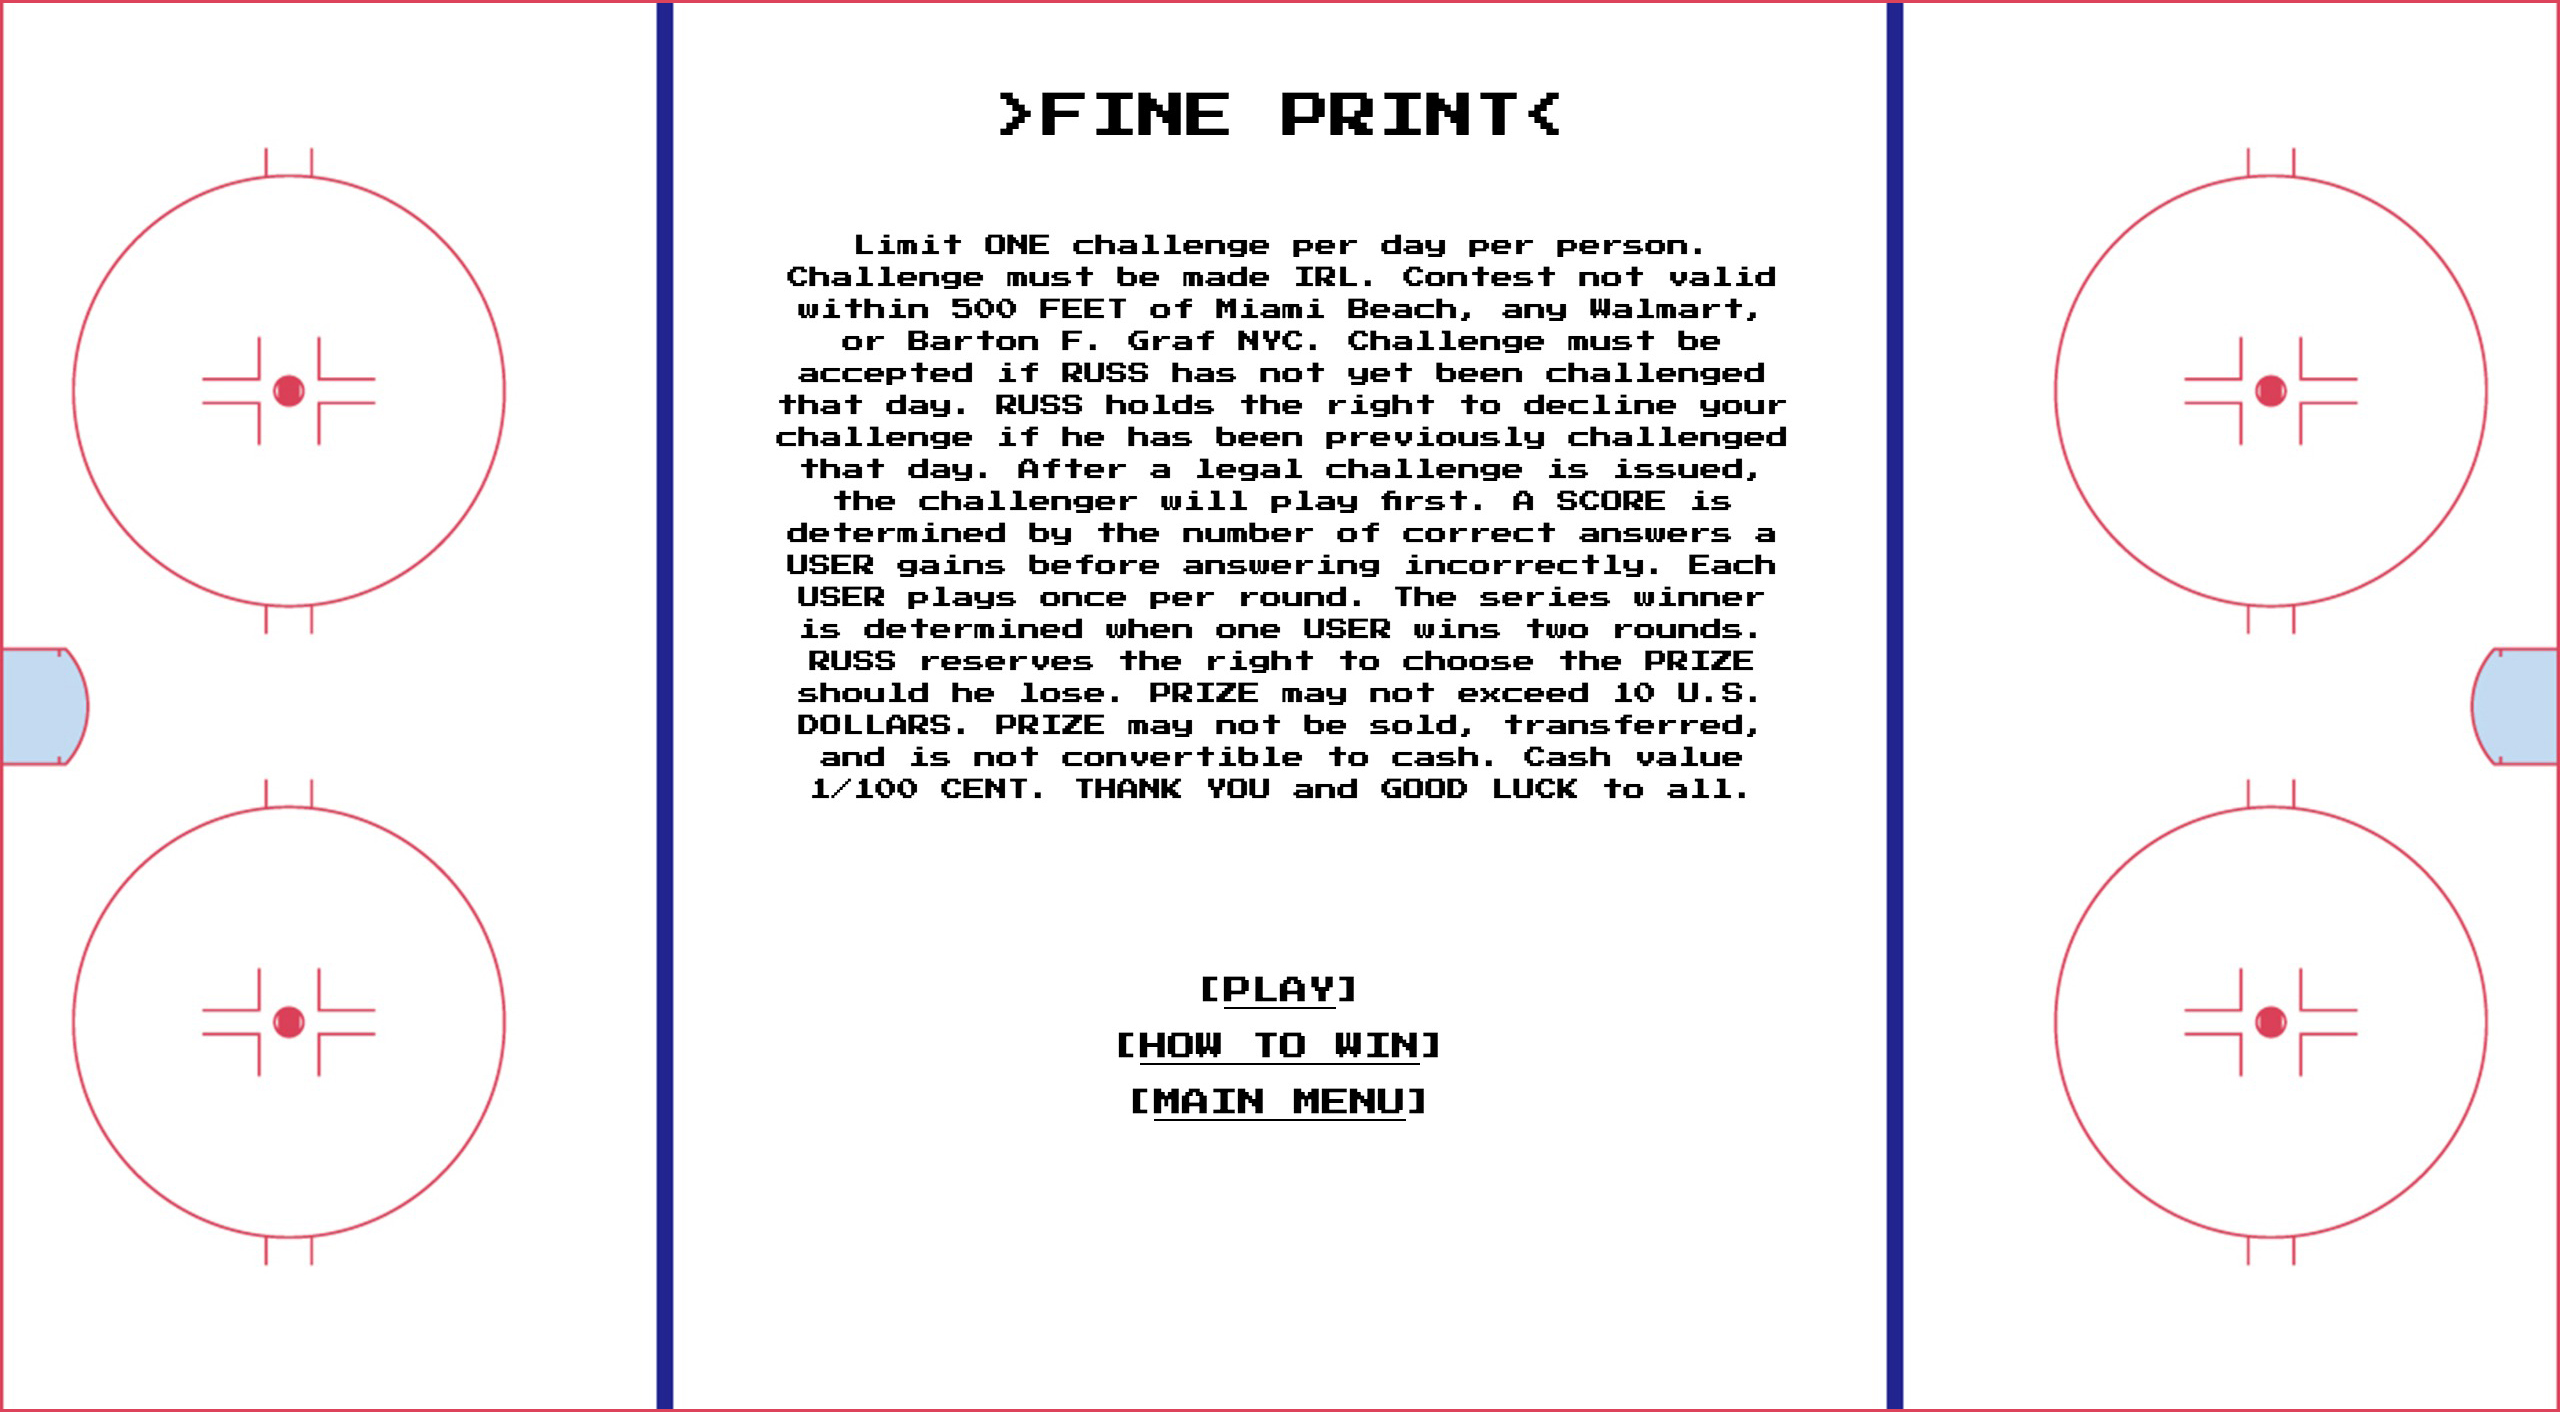 >FINE PRINT<
Limit ONE challenge per day per person.
Challenge must be made IRL. Contest not valid
within 500 FEET of Miami Beach, any Walmart,
or Barton F. Graf NYC. Challenge must be
accepted if RUSS has not yet been challenged
that day. RUSS holds the right to decline your
challenge if he has been previously challenged
that day. After a legal challenge is issued,
the challenger will play first. A SCORE is
determined by the number of correct answers a
USER gains before answering incorrectly. Each
USER plays once per round. The series winner
is determined when one USER wins two rounds.
RUSS reserves the right to choose the PRIZE
should he lose. PRIZE may not exceed 10 U.S.
DOLLARS. PRIZE may not be sold, transferred,
and is not convertible to cash. Cash value
1/100 CENT. THANK YOU and GOOD LUCK to all.
[PLAY]
[HOW TO WIN]
[MAIN MENU]